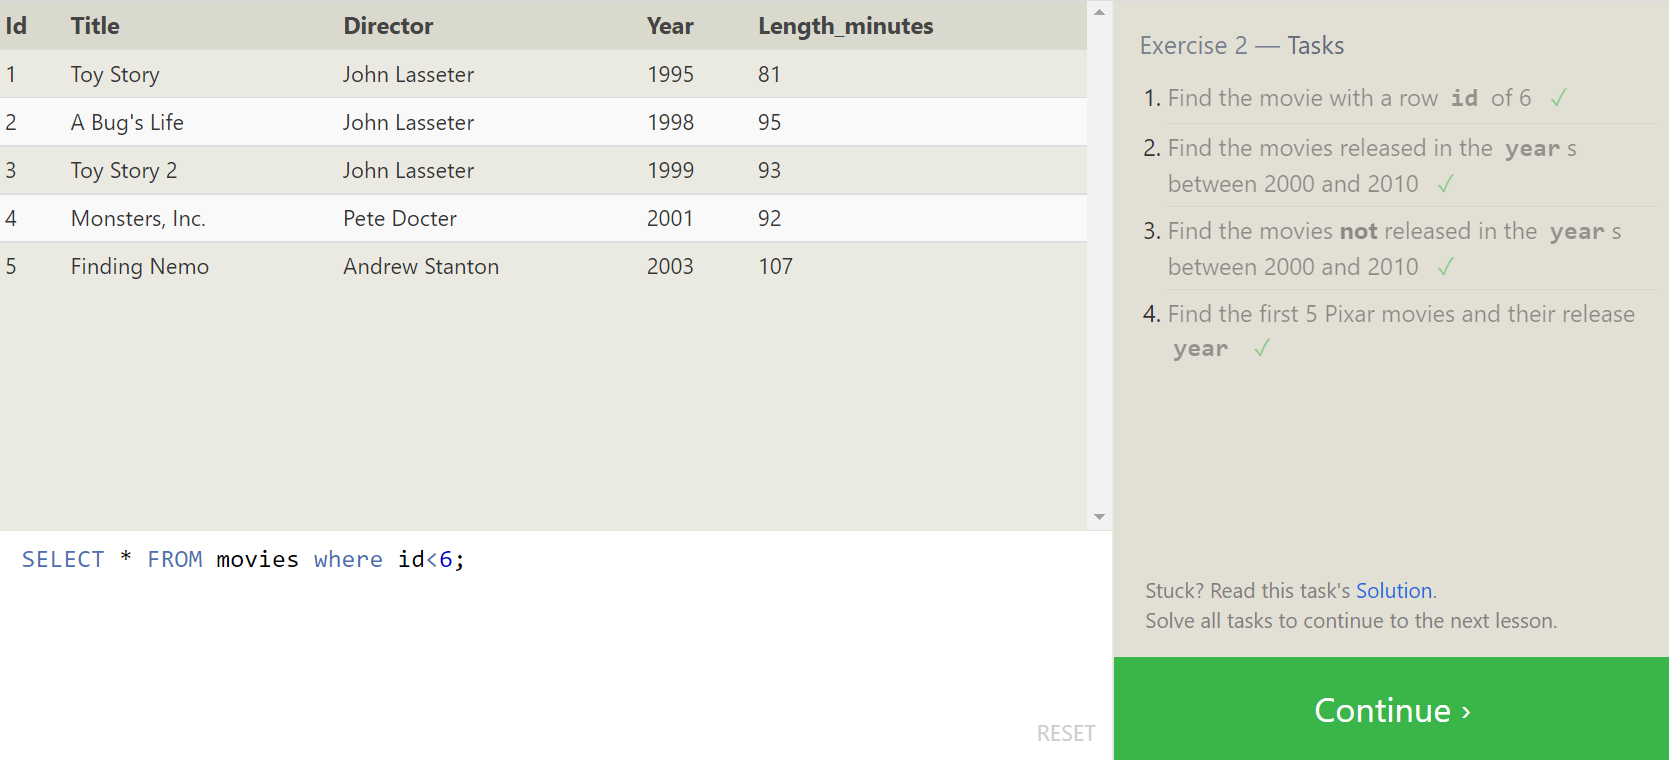 Id Title Director Year Length_minutes
1 Toy Story John Lasseter 1995 81
2 A Bug's Life John Lasseter 1998 95
3 Toy Story 2 John Lasseter 1999 93
4 Monsters, Inc. Pete Docter 2001 92
5 Finding Nemo Andrew Stanton 2003 107
SELECT * FROM movies where id<6;
RESET
Exercise 2 — Tasks
1. Find the movie with a row id of 6 ✓
2. Find the movies released in the year s
between 2000 and 2010 ✓
3. Find the movies not released in the year s
between 2000 and 2010 ✓
4. Find the first 5 Pixar movies and their release
year ✓
Stuck? Read this task's Solution.
Solve all tasks to continue to the next lesson.
Continue ›